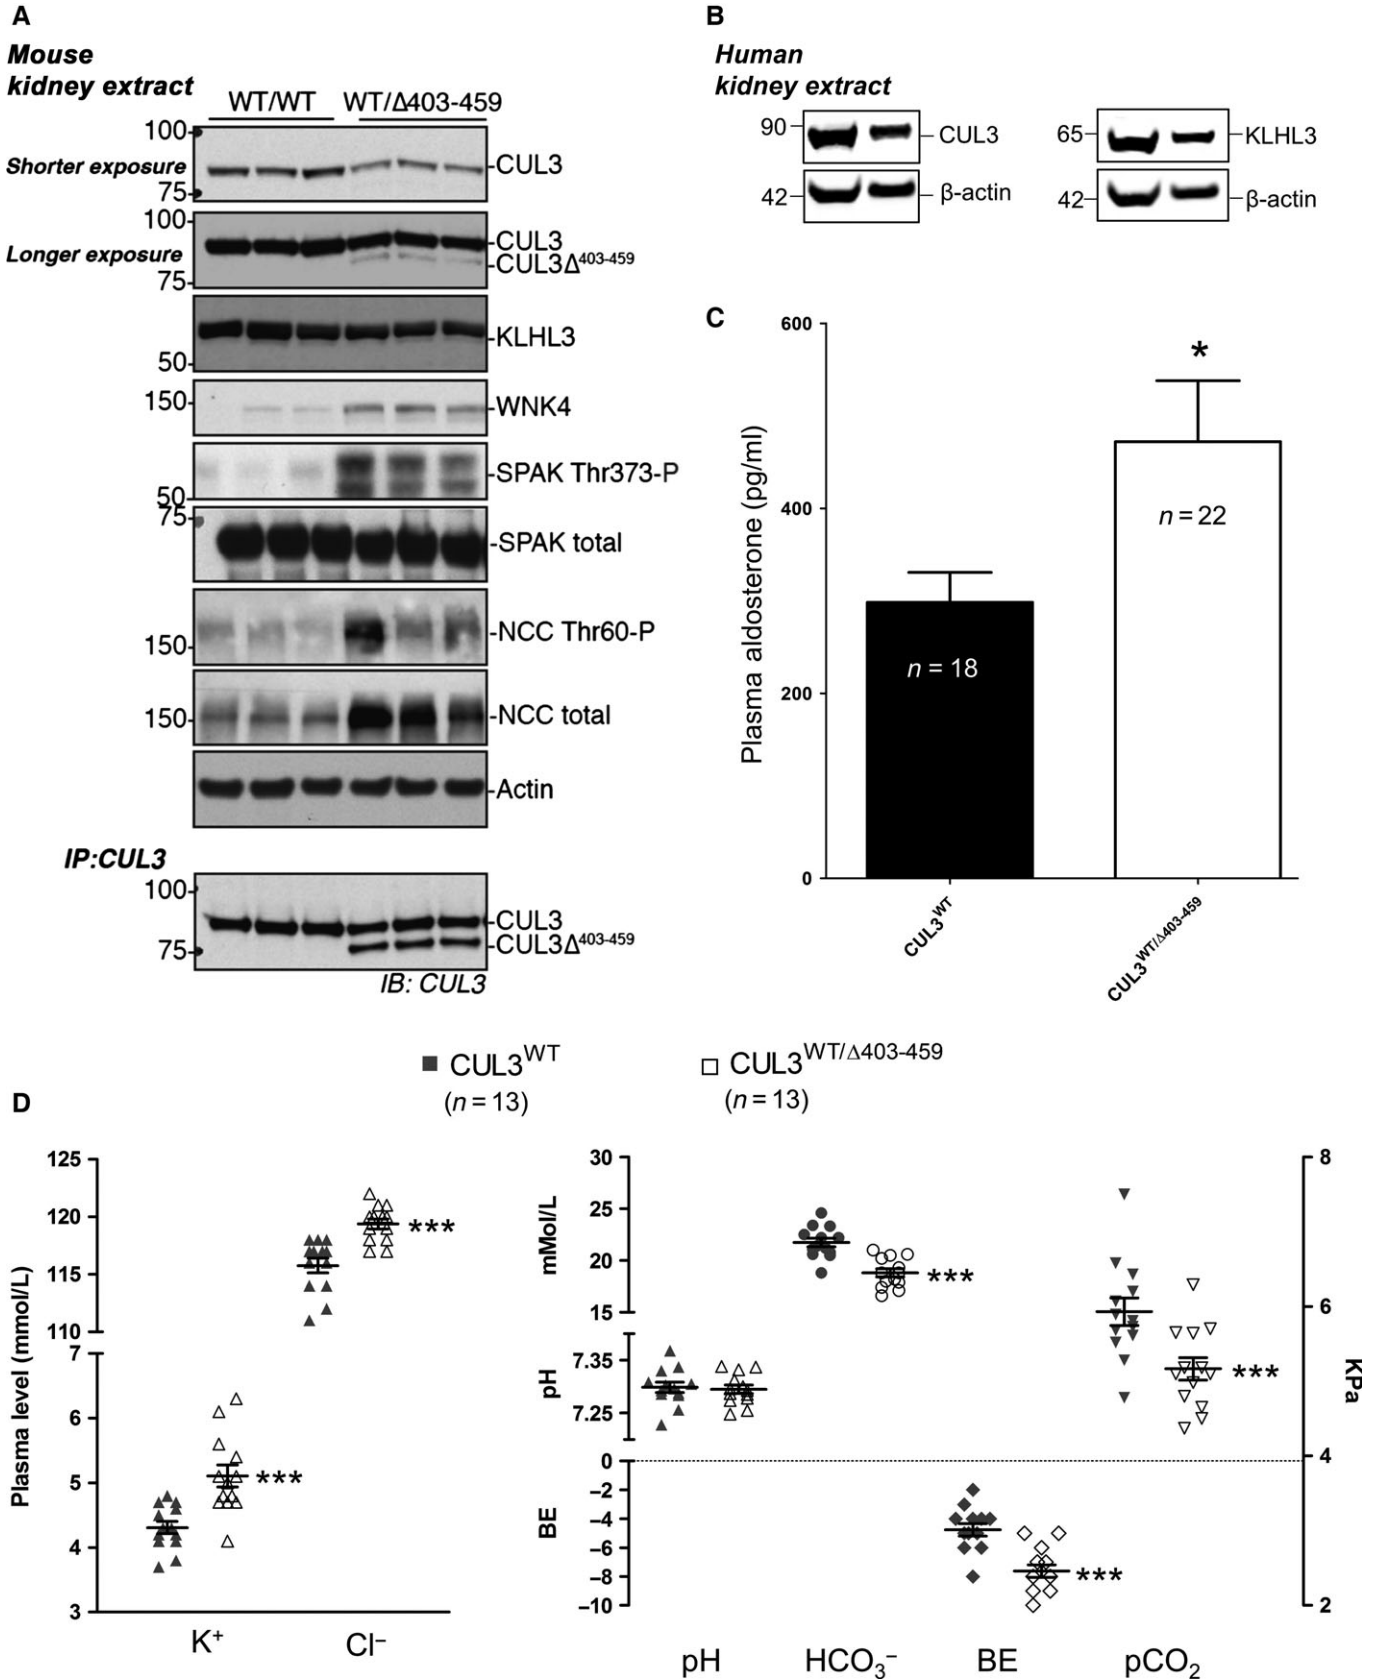 A
Mouse
kidney extract
WT/WT WT/Δ403-459
100
Shorter exposure
-CUL3
75
100
-CUL3
Longer exposure
-CUL3Δ403-459
75
-KLHL3
50
150
-WNK4
-SPAK Thr373-P
50
75
-SPAK total
-NCC Thr60-P
150
150
-NCC total
-Actin
IP:CUL3
100
-CUL3
-CUL3Δ403-459
75
IB: CUL3
B
Human
kidney extract
90
CUL3
42
β-actin
65
KLHL3
42
β-actin
C
600
*
400
200
0
Plasma aldosterone (pg/ml)
n = 18
n = 22
CUL3WT
CUL3WT/Δ403-459
CUL3WT
(n = 13)
CUL3WT/Δ403-459
(n = 13)
D
125
120
115
110
7
6
5
4
3
Plasma level (mmol/L)
***
***
K+ Cl–
30
25
20
15
mMol/L
7.35
7.25
pH
0
–2
–4
–6
–8
–10
BE
***
***
***
8
6
4
2
KPa
pH HCO3– BE pCO2